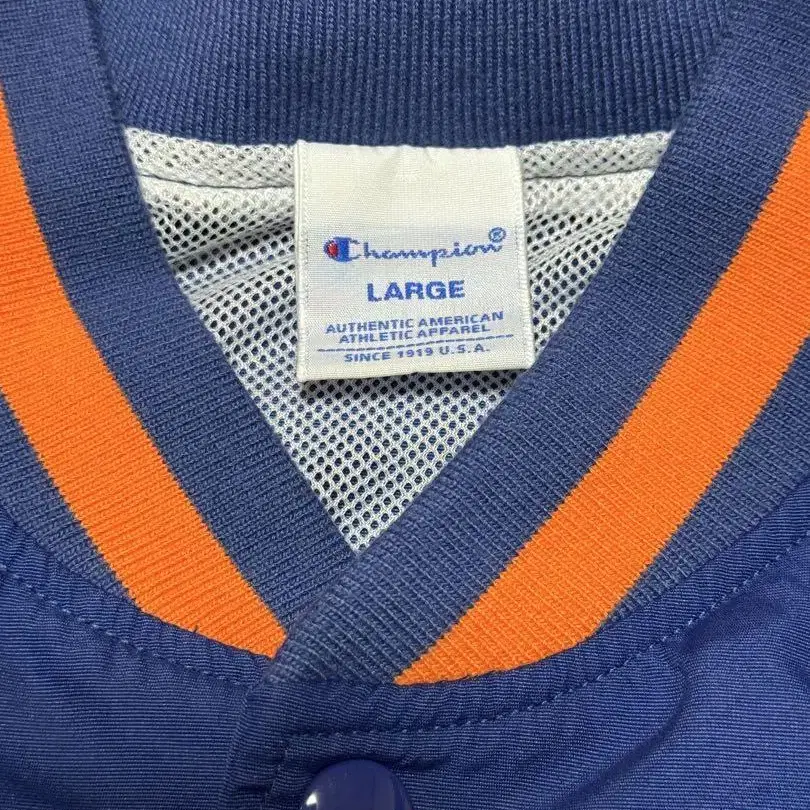 Champion®
LARGE
AUTHENTIC AMERICAN
ATHLETIC APPAREL
SINCE 1919 U.S.A.